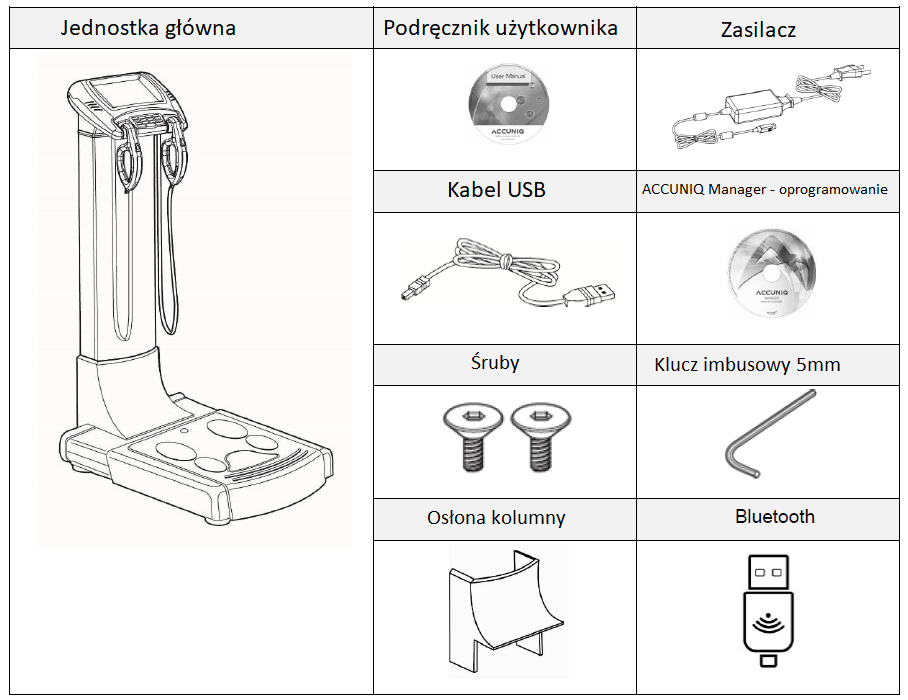 Jednostka główna
Podręcznik użytkownika
Zasilacz
User Manual
ACCUNIQ
Kabel USB
ACCUNIQ Manager - oprogramowanie
ACCUNIQ
MANAGER
Śruby
Klucz imbusowy 5mm
Osłona kolumny
Bluetooth